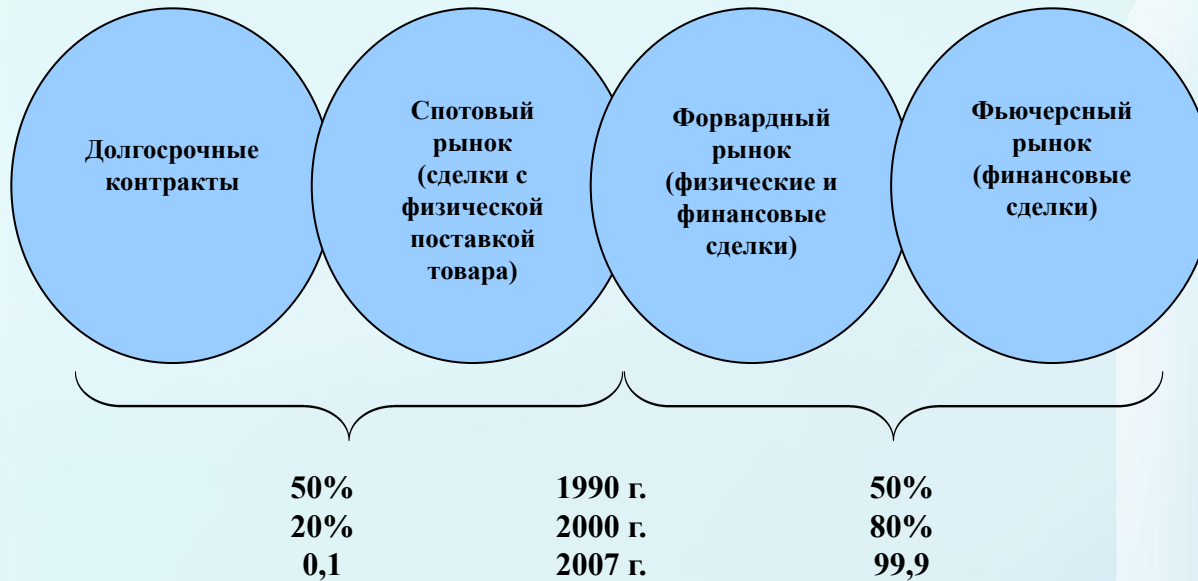 Долгосрочные
контракты
Спотовый
рынок
(сделки с
физической
поставкой
товара)
Форвардный
рынок
(физические и
финансовые
сделки)
Фьючерсный
рынок
(финансовые
сделки)
50% 1990 г. 50%
20% 2000 г. 80%
0,1 2007 г. 99,9